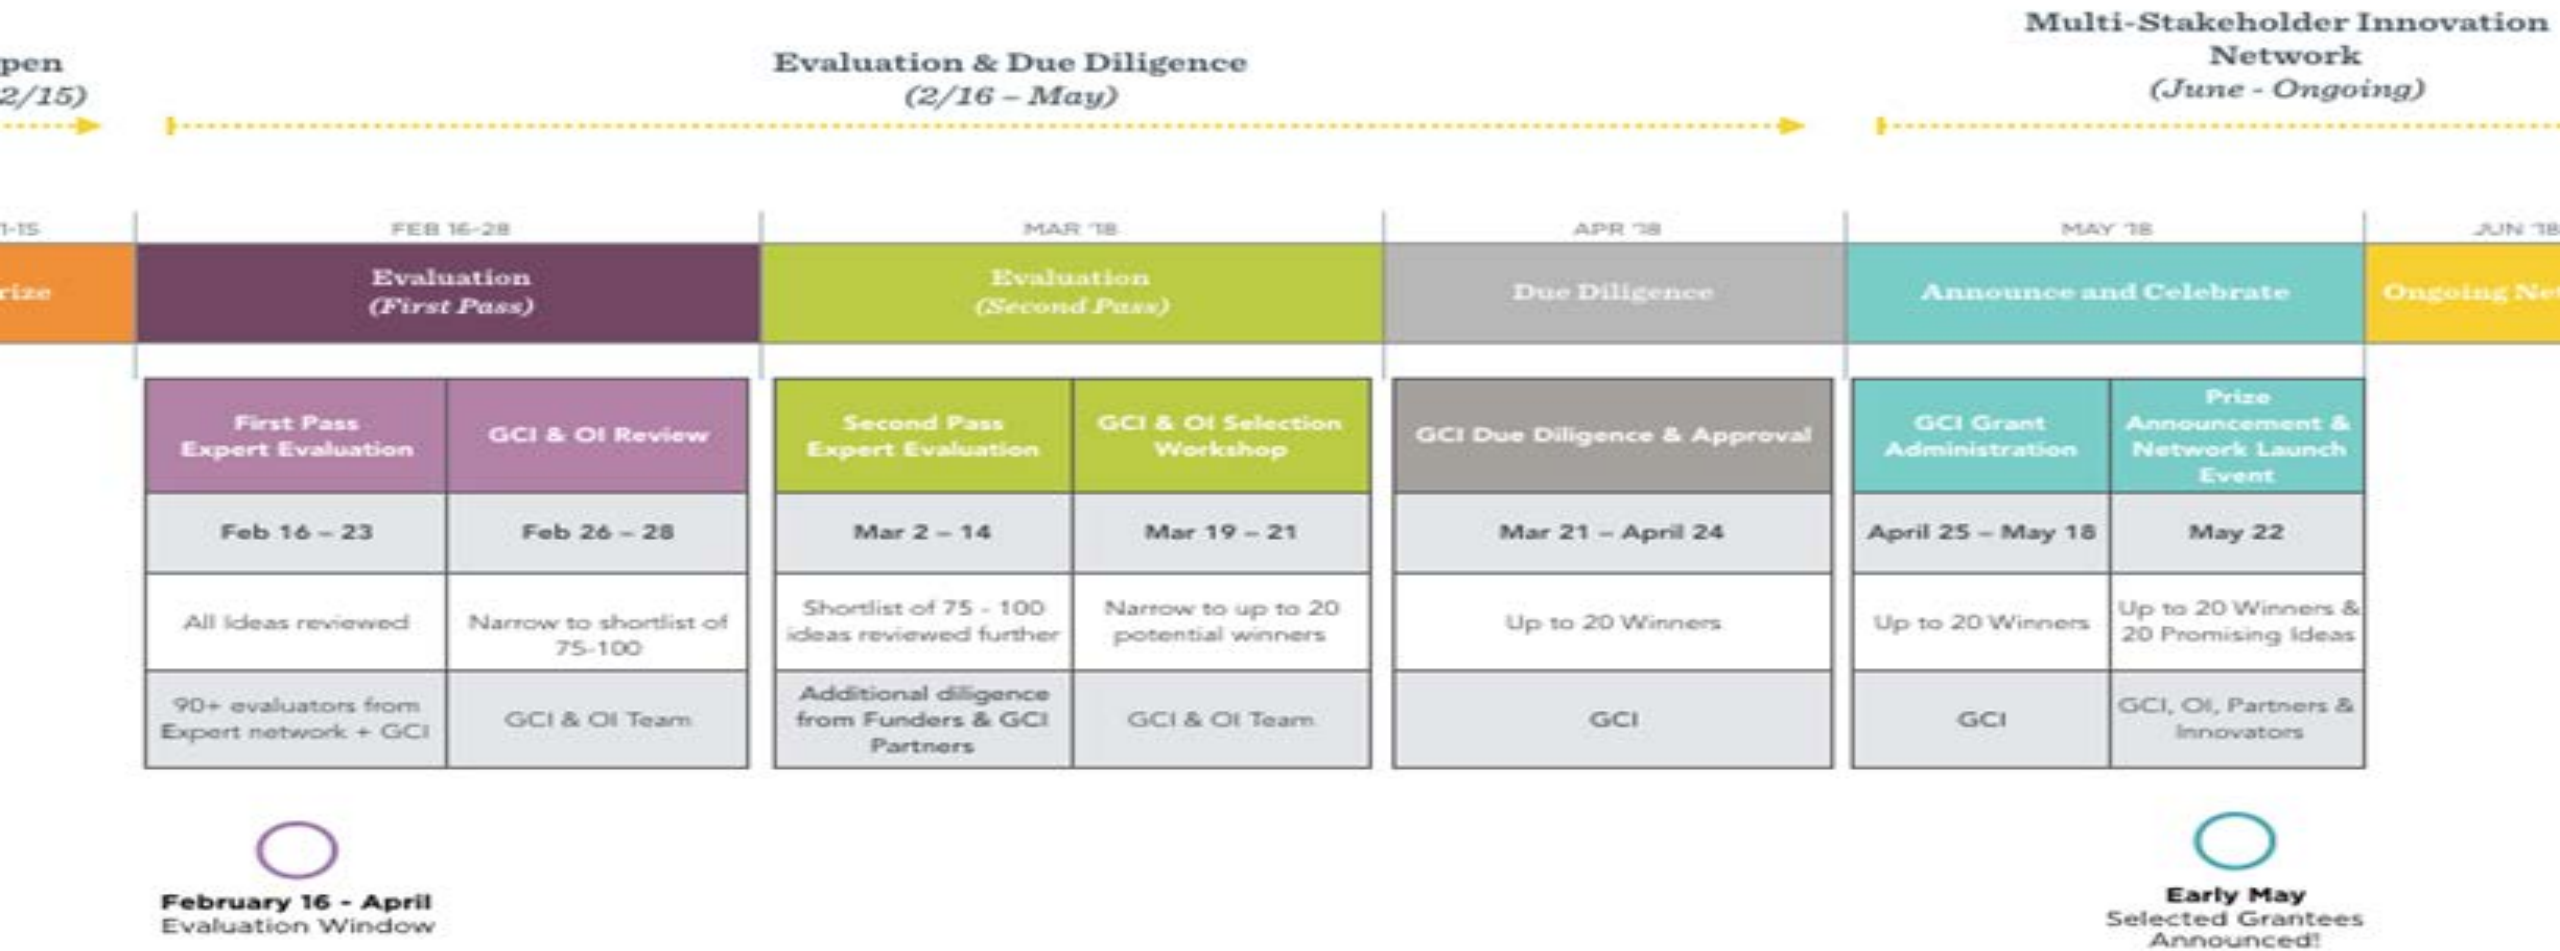 pen
2/15)
Evaluation & Due Diligence
(2/16 – May)
Multi-Stakeholder Innovation
Network
(June - Ongoing)
1-15
FEB 16-28
MAR '18
APR '18
MAY '18
JUN '18
rize
Evaluation
(First Pass)
Evaluation
(Second Pass)
Due Diligence
Announce and Celebrate
Ongoing Net
First Pass
Expert Evaluation
GCI & OI Review
Second Pass
Expert Evaluation
GCI & OI Selection
Workshop
GCI Due Diligence & Approval
GCI Grant
Administration
Prize
Announcement &
Network Launch
Event
Feb 16 – 23
Feb 26 – 28
Mar 2 – 14
Mar 19 – 21
Mar 21 – April 24
April 25 – May 18
May 22
All Ideas reviewed
Narrow to shortlist of
75-100
Shortlist of 75 - 100
ideas reviewed further
Narrow to up to 20
potential winners
Up to 20 Winners
Up to 20 Winners
Up to 20 Winners &
20 Promising Ideas
90+ evaluators from
Expert network + GCI
GCI & OI Team
Additional diligence
from Funders & GCI
Partners
GCI & OI Team
GCI
GCI
GCI, OI, Partners &
Innovators
February 16 - April
Evaluation Window
Early May
Selected Grantees
Announced!